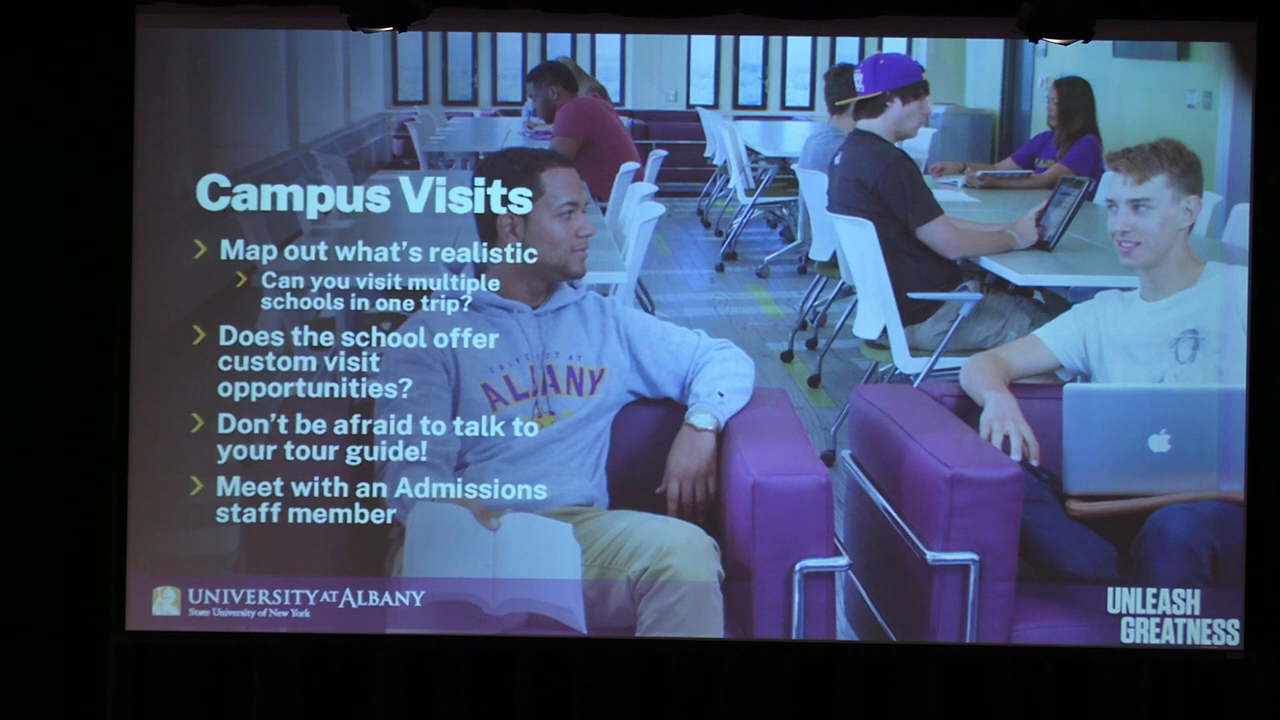 Campus Visits
Map out what's realistic
Can you visit multiple
schools in one trip?
Does the school offer
custom visit
opportunities?
Don't be afraid to talk to
your tour guide!
Meet with an Admissions
staff member
UNIVERSITY AT ALBANY
State University of New York
UNLEASH
GREATNESS
UNIVERSITY AT
ALBANY